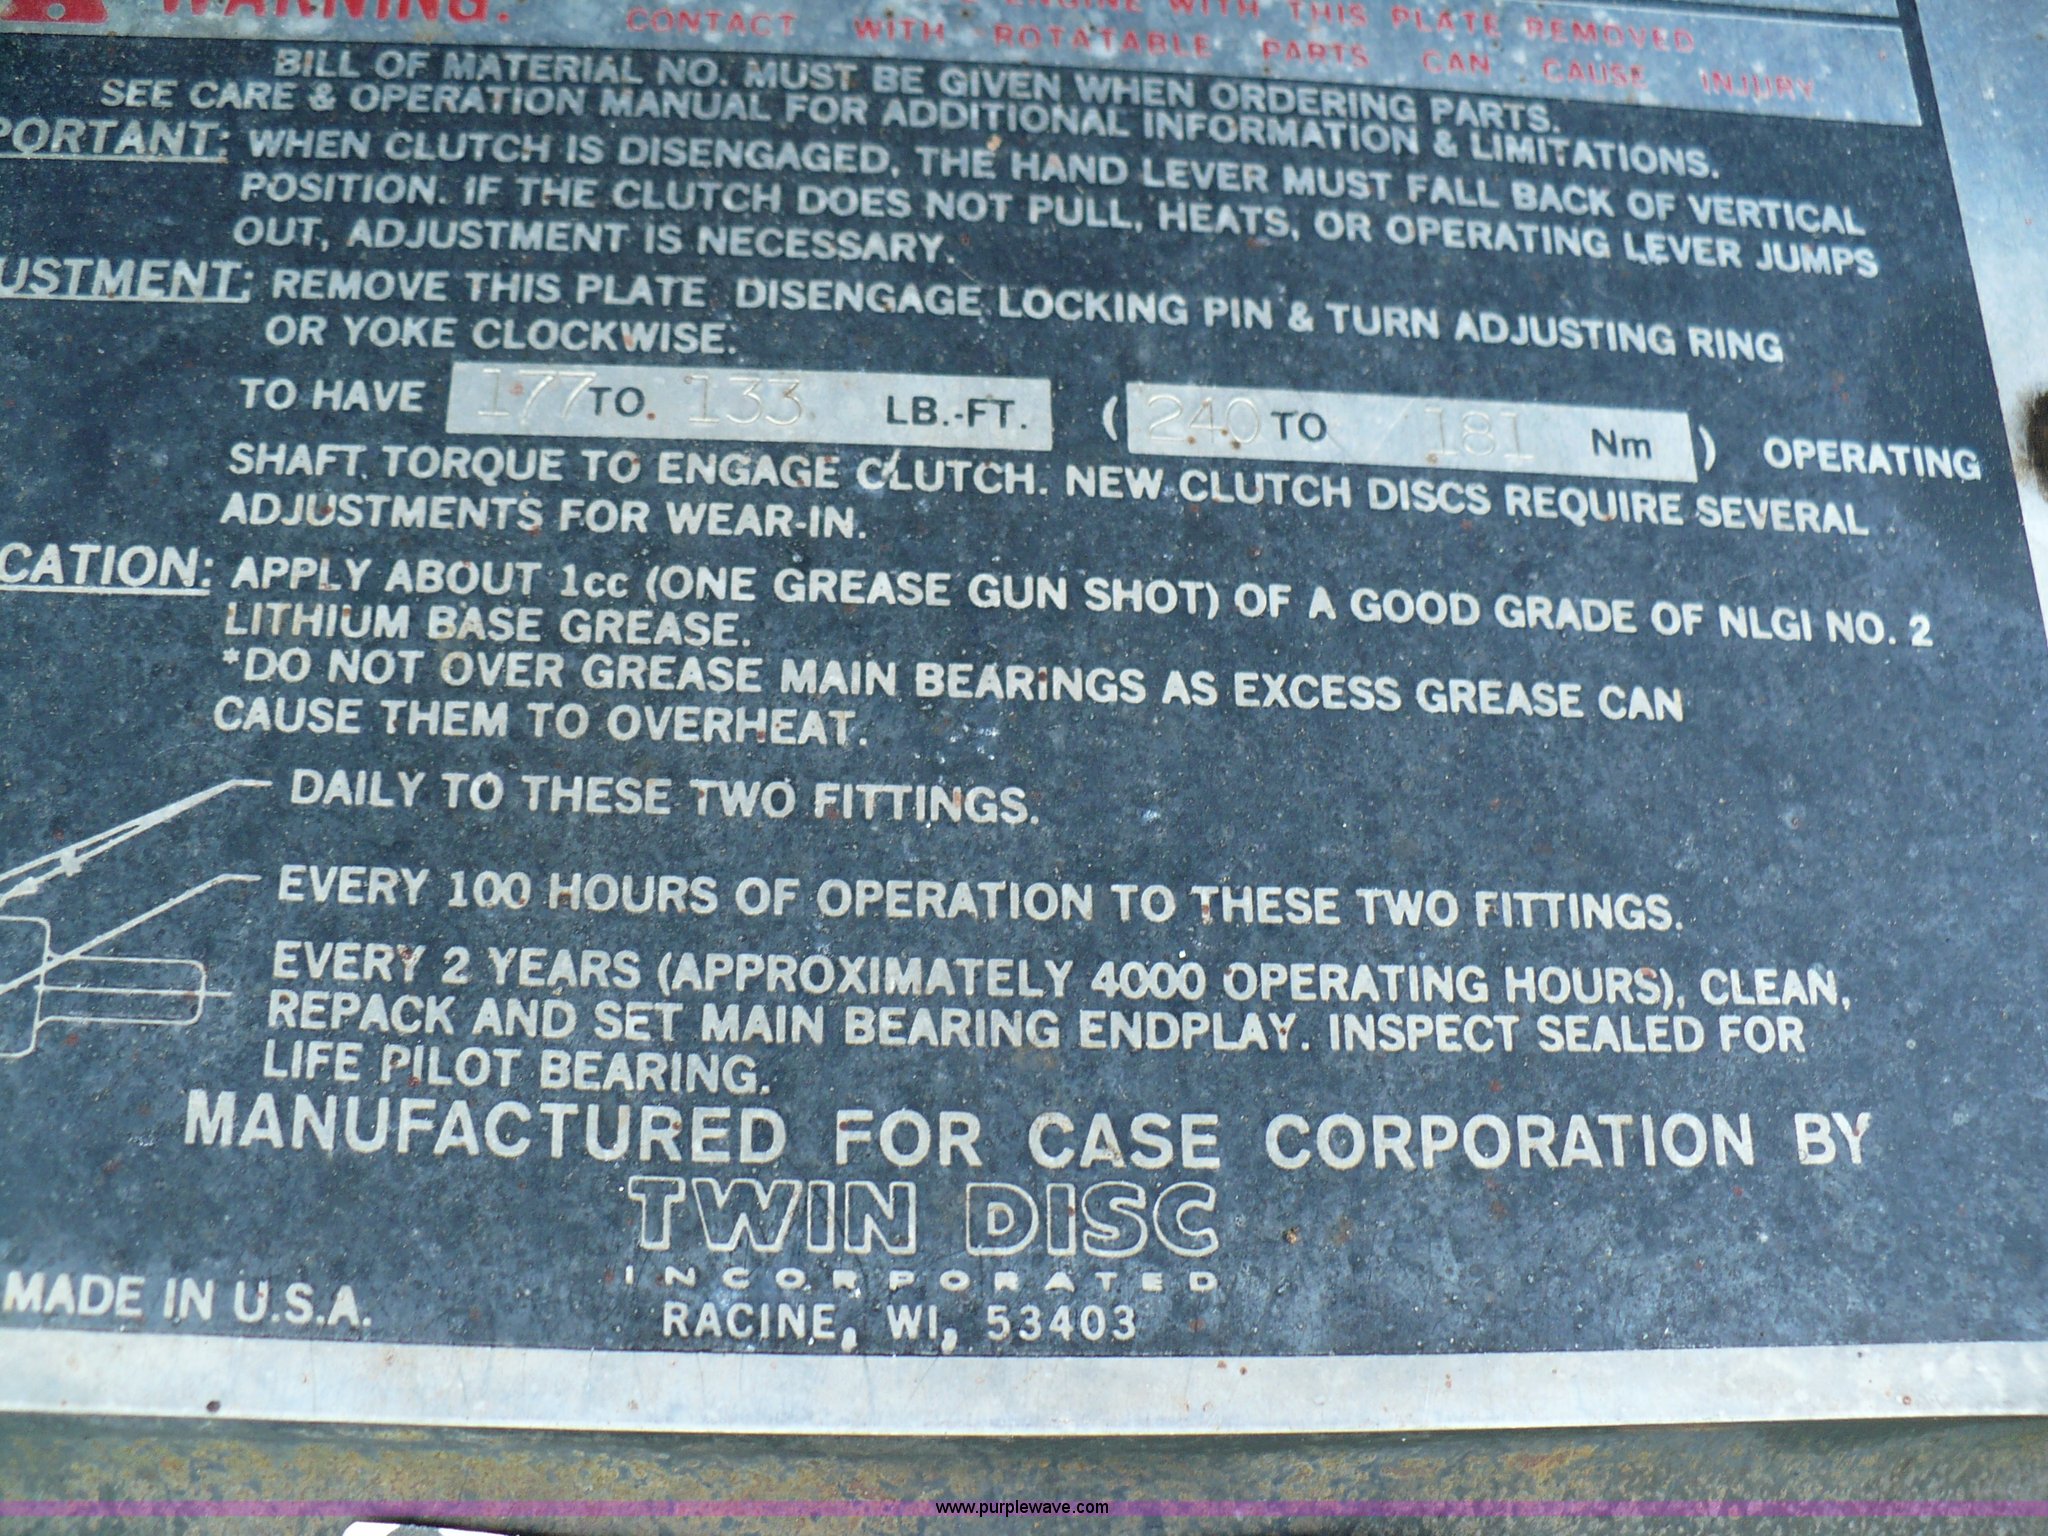 WARNING:
ENGINE WITH THIS PLATE REMOVED
CONTACT WITH ROTATABLE PARTS CAN CAUSE INJURY
BILL OF MATERIAL NO. MUST BE GIVEN WHEN ORDERING PARTS.
SEE CARE & OPERATION MANUAL FOR ADDITIONAL INFORMATION & LIMITATIONS.
PORTANT: WHEN CLUTCH IS DISENGAGED, THE HAND LEVER MUST FALL BACK OF VERTICAL
POSITION. IF THE CLUTCH DOES NOT PULL, HEATS, OR OPERATING LEVER JUMPS
OUT, ADJUSTMENT IS NECESSARY.
USTMENT: REMOVE THIS PLATE DISENGAGE LOCKING PIN & TURN ADJUSTING RING
OR YOKE CLOCKWISE.
TO HAVE 177 TO 133 LB.-FT. (240 TO 181 Nm) OPERATING
SHAFT TORQUE TO ENGAGE CLUTCH. NEW CLUTCH DISCS REQUIRE SEVERAL
ADJUSTMENTS FOR WEAR-IN.
CATION: APPLY ABOUT 1cc (ONE GREASE GUN SHOT) OF A GOOD GRADE OF NLGI NO. 2
LITHIUM BASE GREASE.
*DO NOT OVER GREASE MAIN BEARINGS AS EXCESS GREASE CAN
CAUSE THEM TO OVERHEAT.
DAILY TO THESE TWO FITTINGS.
EVERY 100 HOURS OF OPERATION TO THESE TWO FITTINGS.
EVERY 2 YEARS (APPROXIMATELY 4000 OPERATING HOURS), CLEAN,
REPACK AND SET MAIN BEARING ENDPLAY. INSPECT SEALED FOR
LIFE PILOT BEARING.
MANUFACTURED FOR CASE CORPORATION BY
TWIN DISC
INCORPORATED
MADE IN U.S.A.
RACINE, WI, 53403
www.purplewave.com